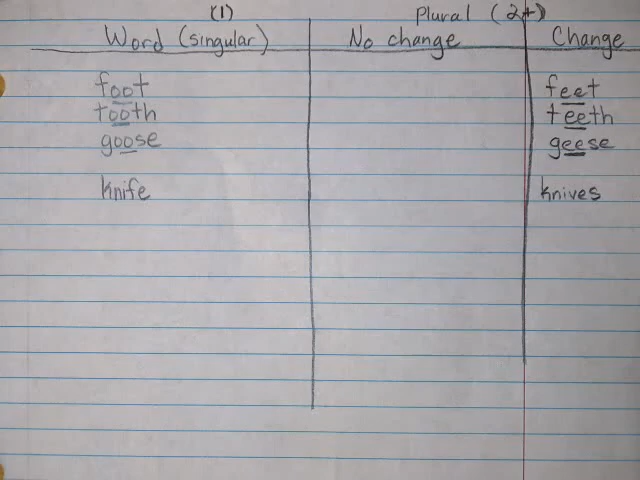 (1) Plural (2+)
Word (singular) No change Change
foot feet
tooth teeth
goose geese
knife knives